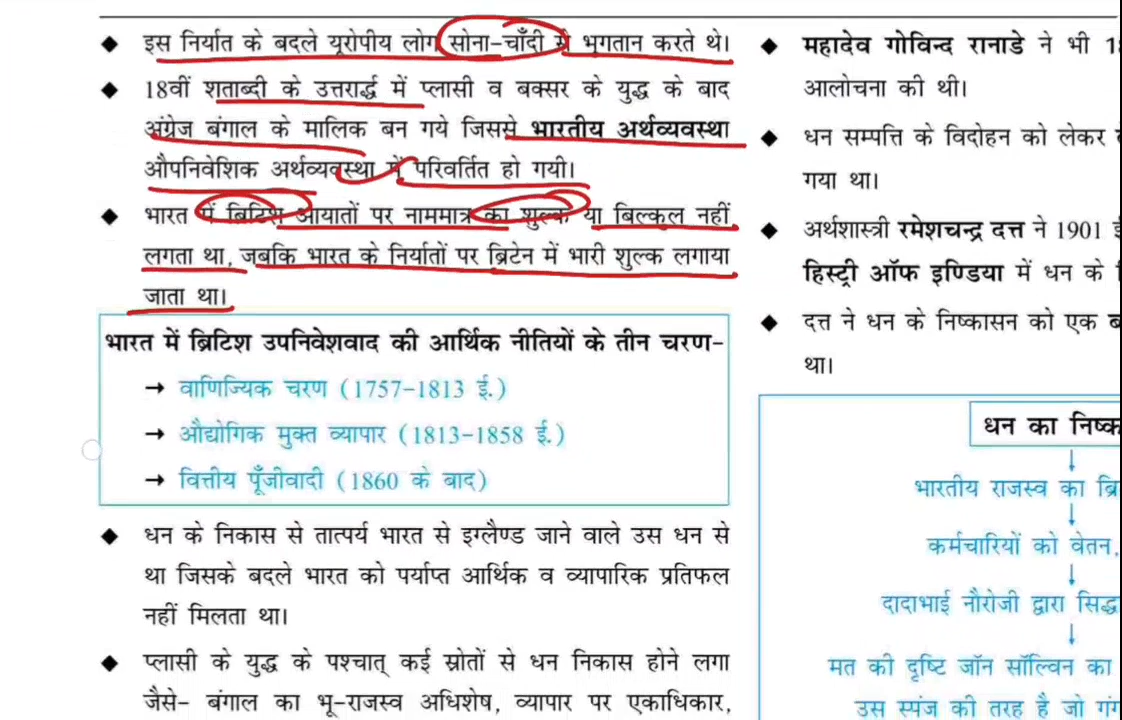 ◆ इस निर्यात के बदले यूरोपीय लोग सोना-चाँदी में भुगतान करते थे।
◆ 18वीं शताब्दी के उत्तरार्द्ध में प्लासी व बक्सर के युद्ध के बाद
अंग्रेज बंगाल के मालिक बन गये जिससे भारतीय अर्थव्यवस्था
औपनिवेशिक अर्थव्यवस्था में परिवर्तित हो गयी।
◆ भारत में ब्रिटिश आयातों पर नाममात्र का शुल्क या बिल्कुल नहीं
लगता था, जबकि भारत के निर्यातों पर ब्रिटेन में भारी शुल्क लगाया
जाता था।
भारत में ब्रिटिश उपनिवेशवाद की आर्थिक नीतियों के तीन चरण-
→ वाणिज्यिक चरण (1757-1813 ई.)
→ औद्योगिक मुक्त व्यापार (1813-1858 ई.)
→ वित्तीय पूँजीवादी (1860 के बाद)
◆ धन के निकास से तात्पर्य भारत से इग्लैण्ड जाने वाले उस धन से
था जिसके बदले भारत को पर्याप्त आर्थिक व व्यापारिक प्रतिफल
नहीं मिलता था।
◆ प्लासी के युद्ध के पश्चात् कई स्रोतों से धन निकास होने लगा
जैसे- बंगाल का भू-राजस्व अधिशेष, व्यापार पर एकाधिकार,
◆ महादेव गोविन्द रानाडे ने भी
आलोचना की थी।
◆ धन सम्पत्ति के विदोहन को लेकर
गया था।
◆ अर्थशास्त्री रमेशचन्द्र दत्त ने 1901
हिस्ट्री ऑफ इण्डिया में धन के
◆ दत्त ने धन के निष्कासन को एक
था।
धन का
भारतीय राजस्व का
कर्मचारियों को वेतन,
दादाभाई नौरोजी द्वारा
मत की दृष्टि जॉन सॉल्विन का
उस स्पंज की तरह है जो